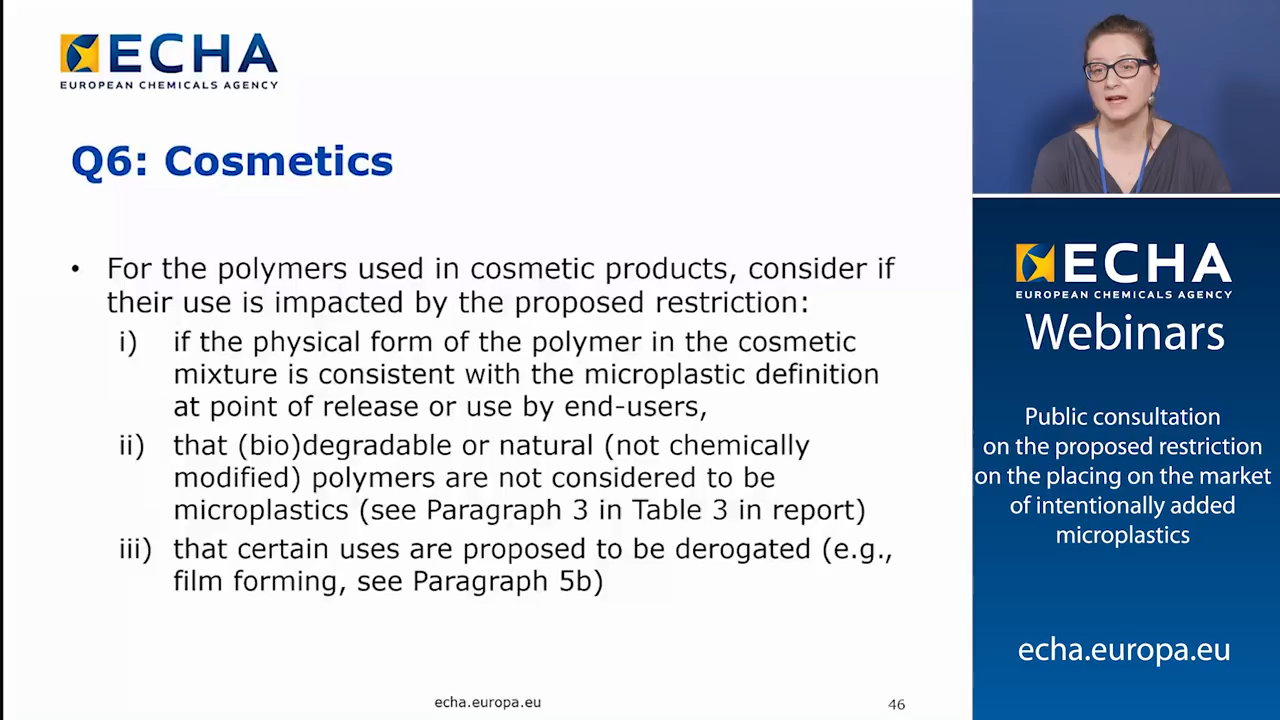 ECHA
EUROPEAN CHEMICALS AGENCY
Q6: Cosmetics
• For the polymers used in cosmetic products, consider if
their use is impacted by the proposed restriction:
i) if the physical form of the polymer in the cosmetic
mixture is consistent with the microplastic definition
at point of release or use by end-users,
ii) that (bio)degradable or natural (not chemically
modified) polymers are not considered to be
microplastics (see Paragraph 3 in Table 3 in report)
iii) that certain uses are proposed to be derogated (e.g.,
film forming, see Paragraph 5b)
echa.europa.eu
46
ECHA
EUROPEAN CHEMICALS AGENCY
Webinars
Public consultation
on the proposed restriction
on the placing on the market
of intentionally added
microplastics
echa.europa.eu